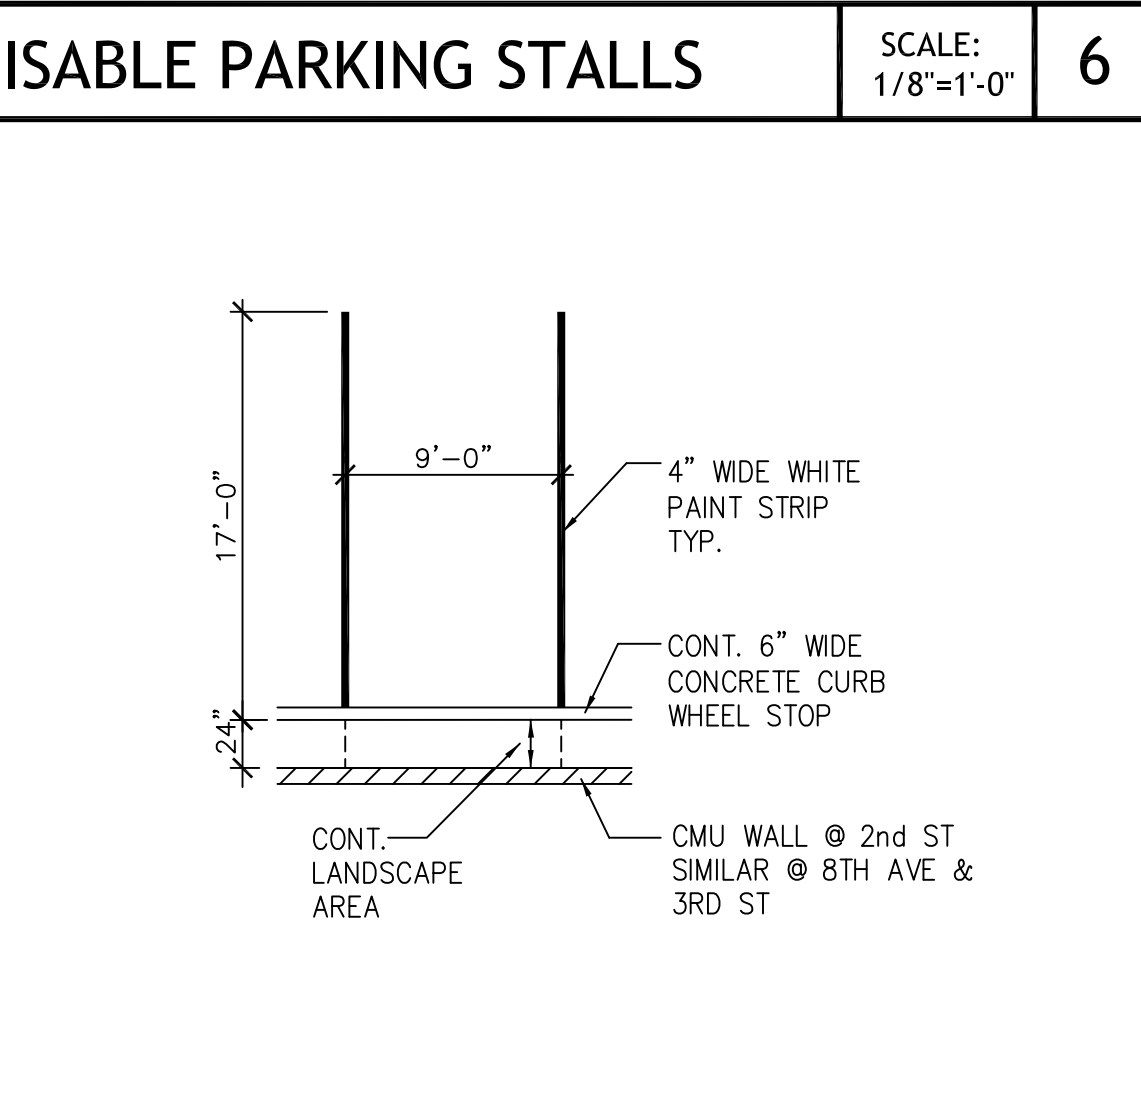 ISABLE PARKING STALLS
SCALE:
1/8"=1'-0"
6
9'-0"
17'-0"
24"
4" WIDE WHITE
PAINT STRIP
TYP.
CONT. 6" WIDE
CONCRETE CURB
WHEEL STOP
CONT.
LANDSCAPE
AREA
CMU WALL @ 2nd ST
SIMILAR @ 8TH AVE &
3RD ST